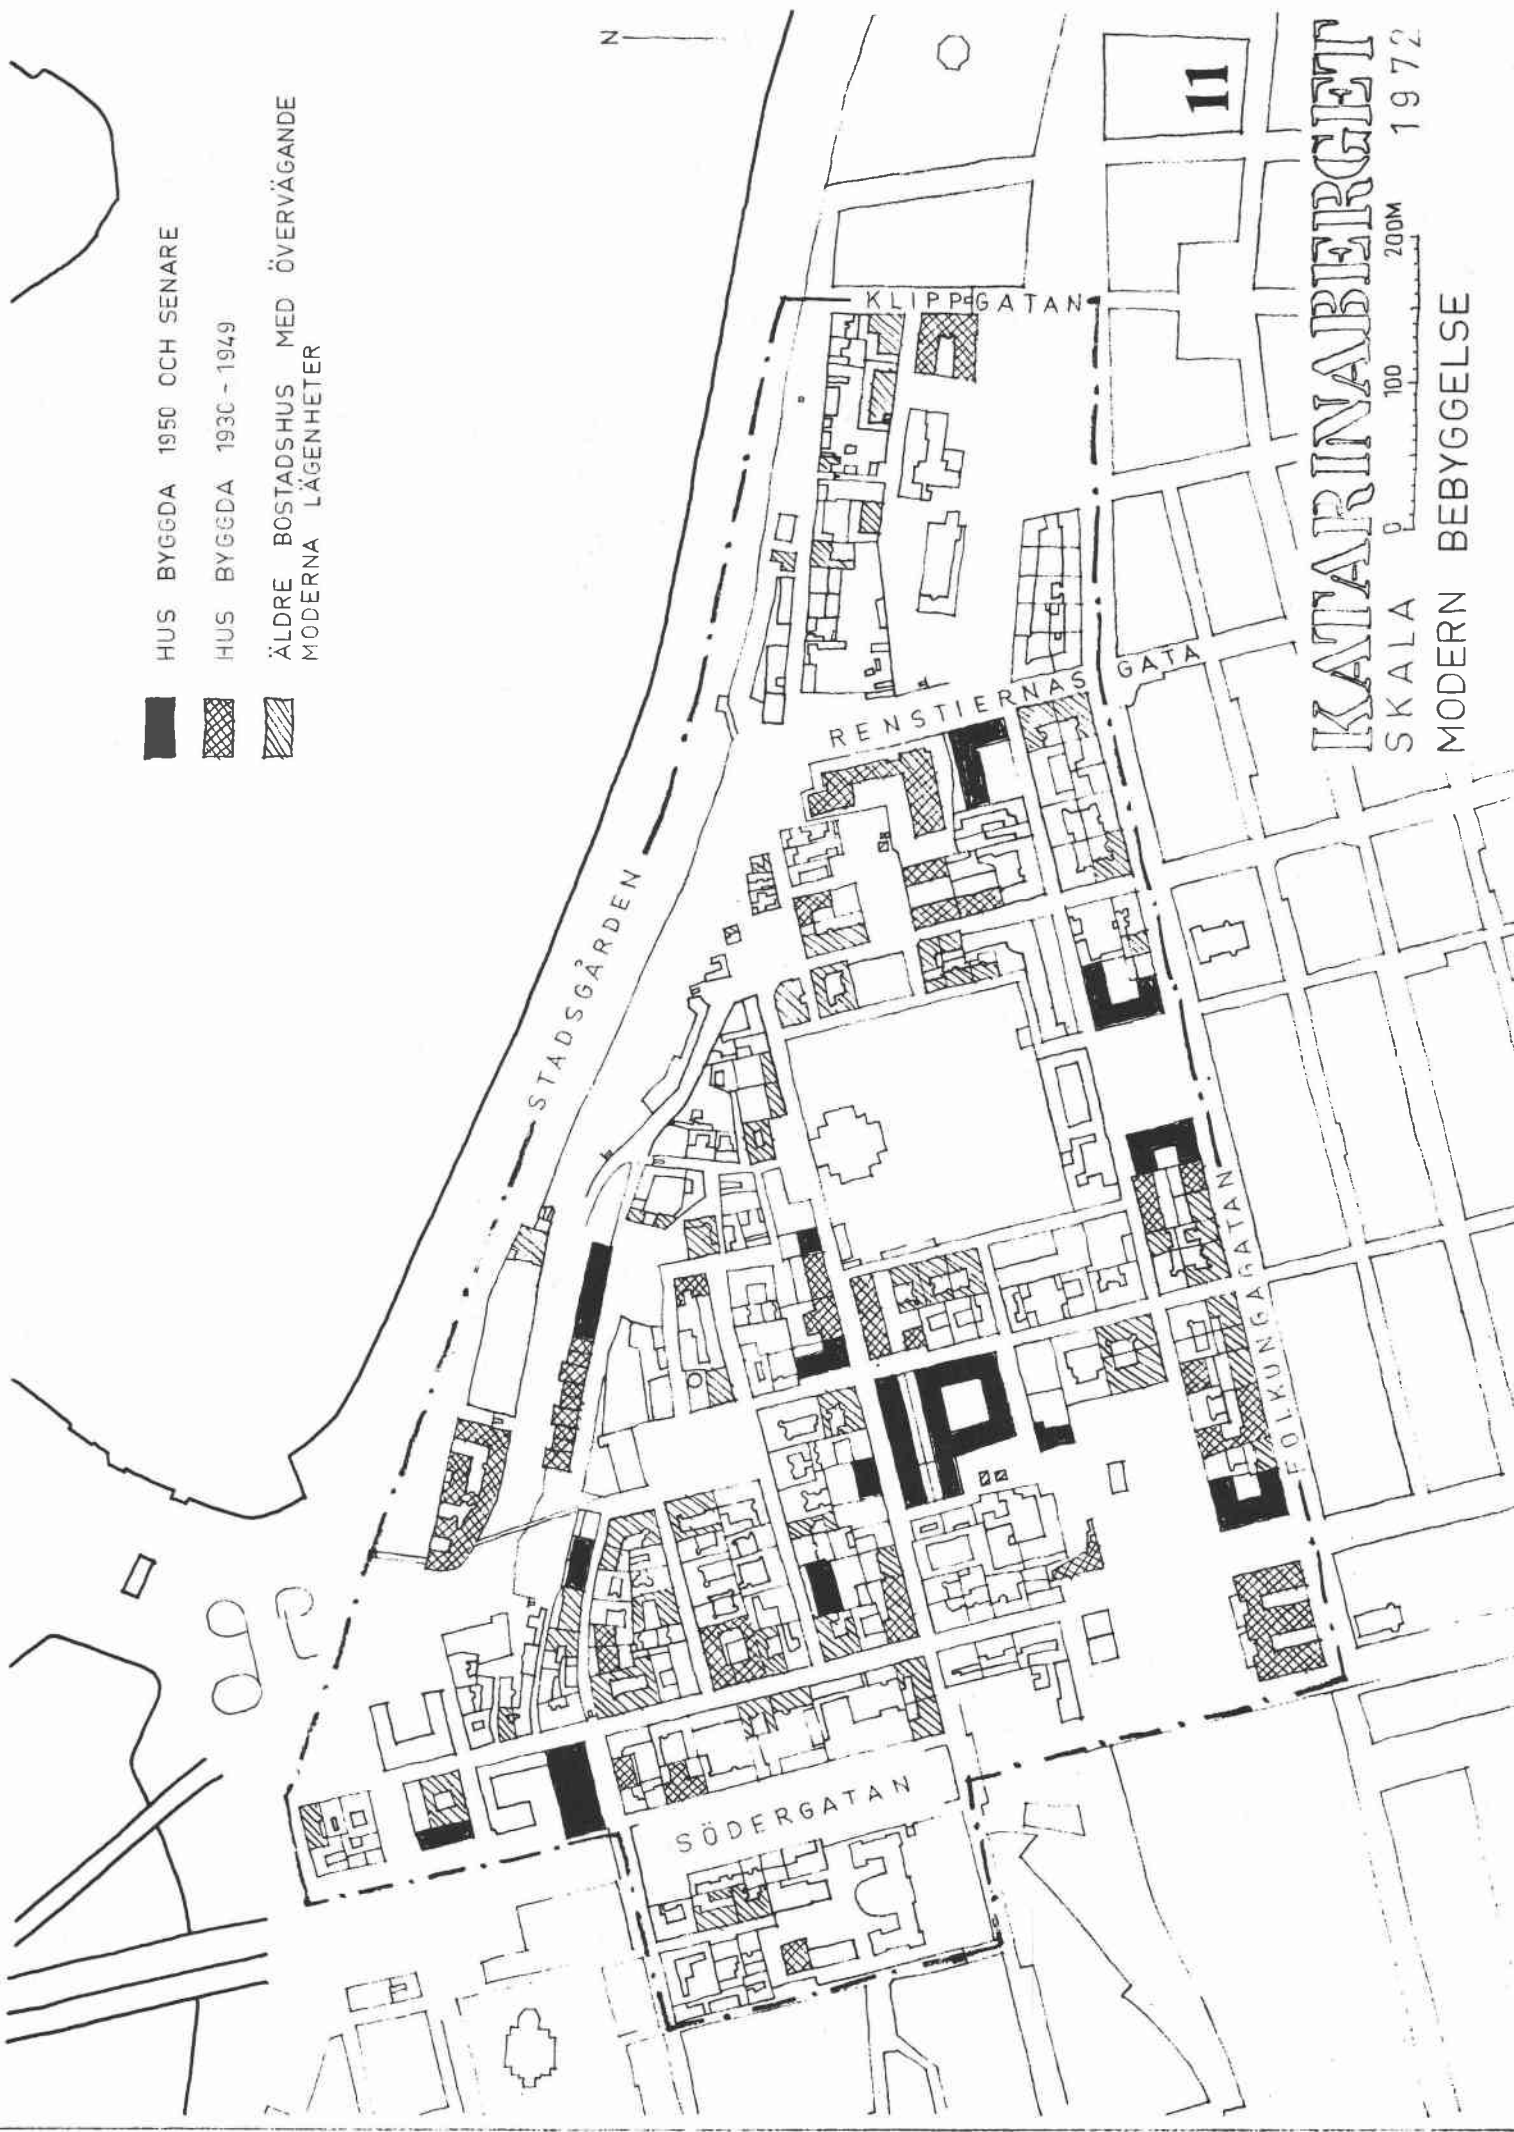 N
HUS BYGGDA 1950 OCH SENARE
HUS BYGGDA 1930-1949
ÄLDRE BOSTADSHUS MED ÖVERVÄGANDE
MODERNA LÄGENHETER
STADSGÅRDEN
KLIPPGATAN
RENSTIERNAS GATA
SÖDERGATAN
FOLKUNGAGATAN
11
KATARINABERGET
SKALA 0 100 200M 1972
MODERN BEBYGGELSE